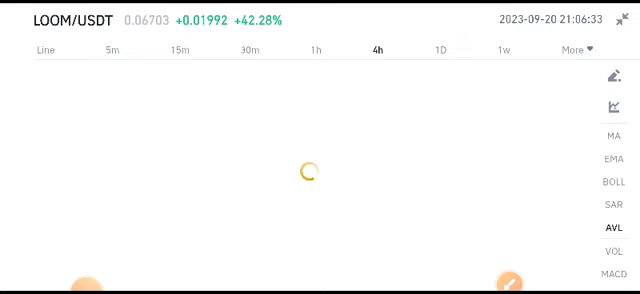 LOOM/USDT 0.06703 +0.01992 +42.28% 2023-09-20 21:06:33
Line 5m 15m 30m 1h 4h 1D 1w More
MA
EMA
BOLL
SAR
AVL
VOL
MACD